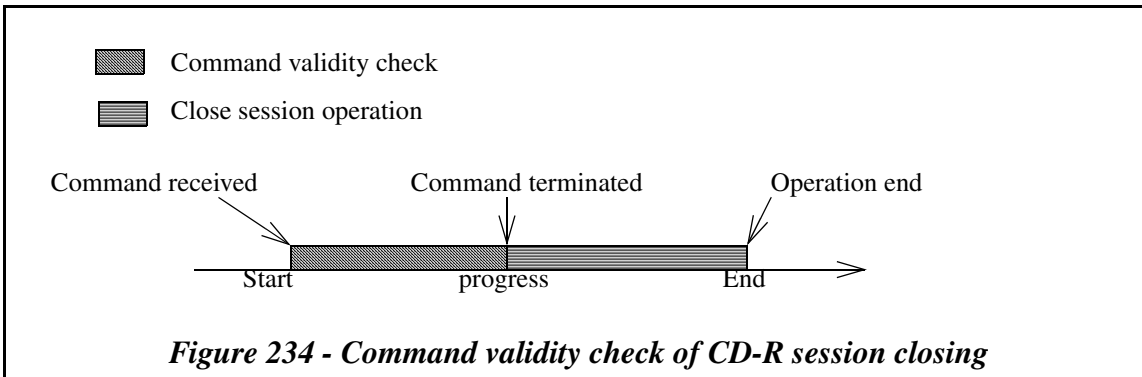 Command validity check
Close session operation
Command received Command terminated Operation end
Start progress End
Figure 234 - Command validity check of CD-R session closing